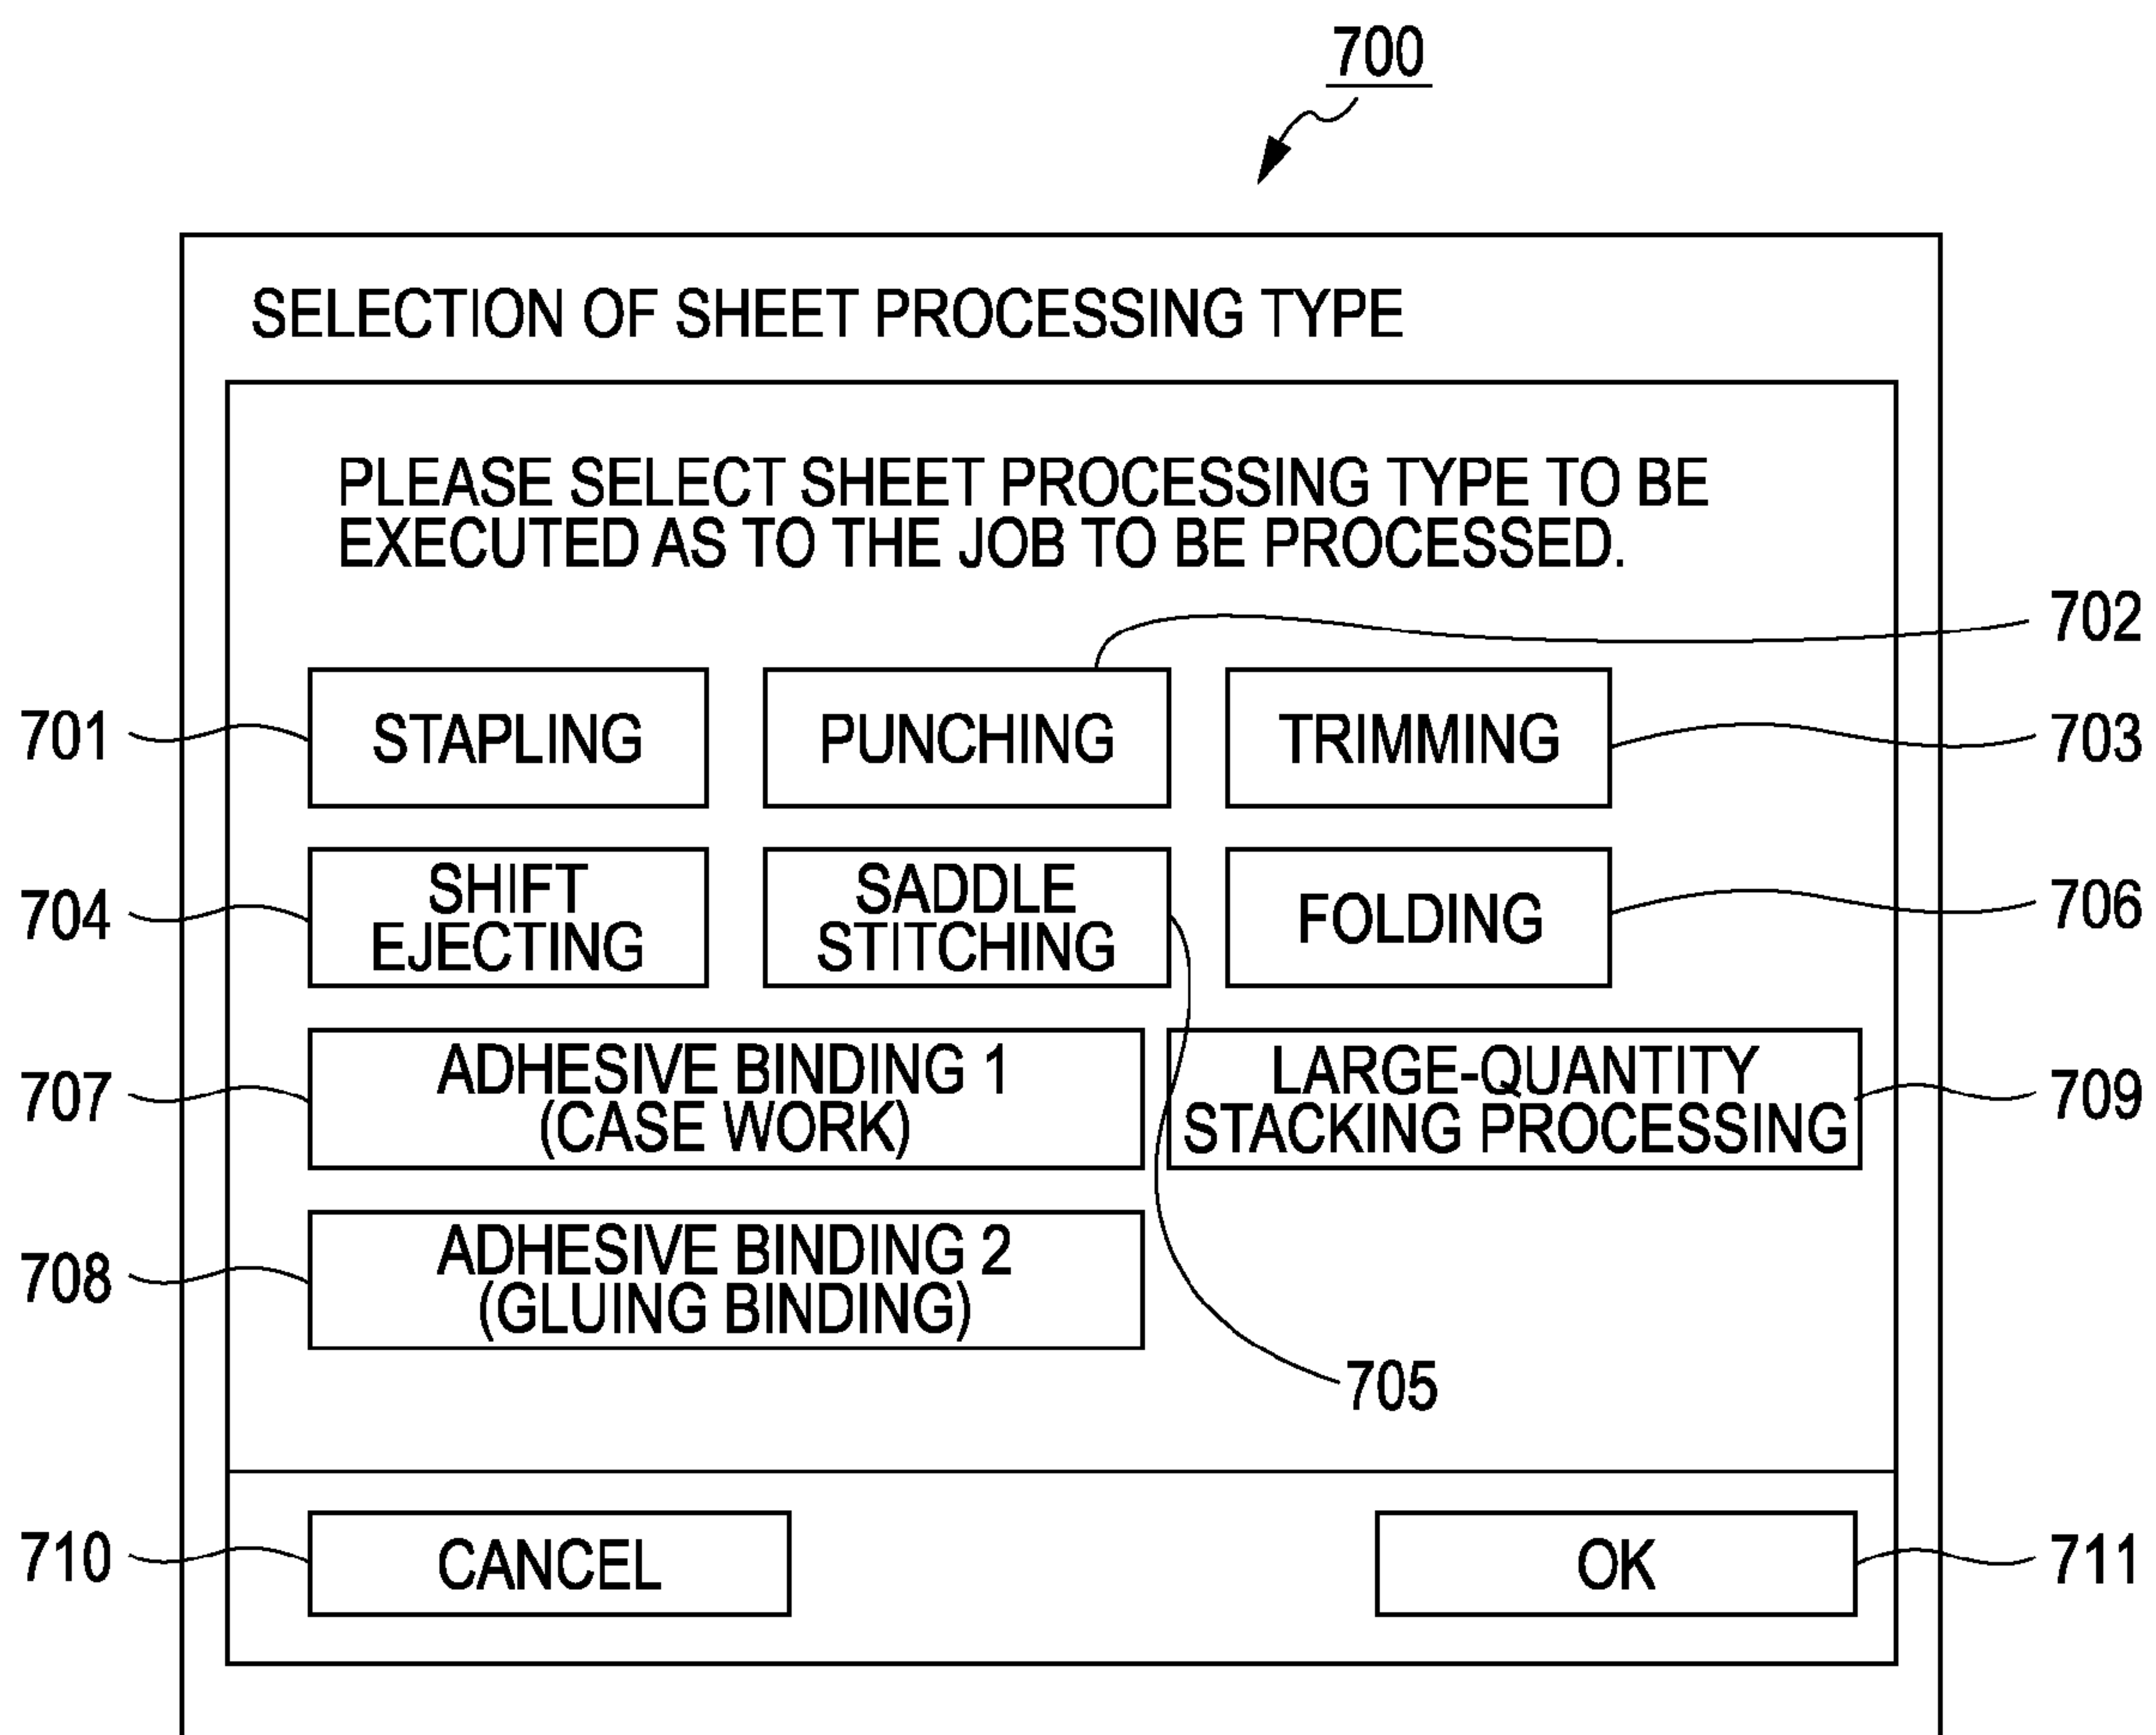 700
SELECTION OF SHEET PROCESSING TYPE
PLEASE SELECT SHEET PROCESSING TYPE TO BE
EXECUTED AS TO THE JOB TO BE PROCESSED.
702
701
STAPLING
PUNCHING
TRIMMING
703
704
SHIFT
EJECTING
SADDLE
STITCHING
FOLDING
706
707
ADHESIVE BINDING 1
(CASE WORK)
LARGE-QUANTITY
STACKING PROCESSING
709
708
ADHESIVE BINDING 2
(GLUING BINDING)
705
710
CANCEL
OK
711